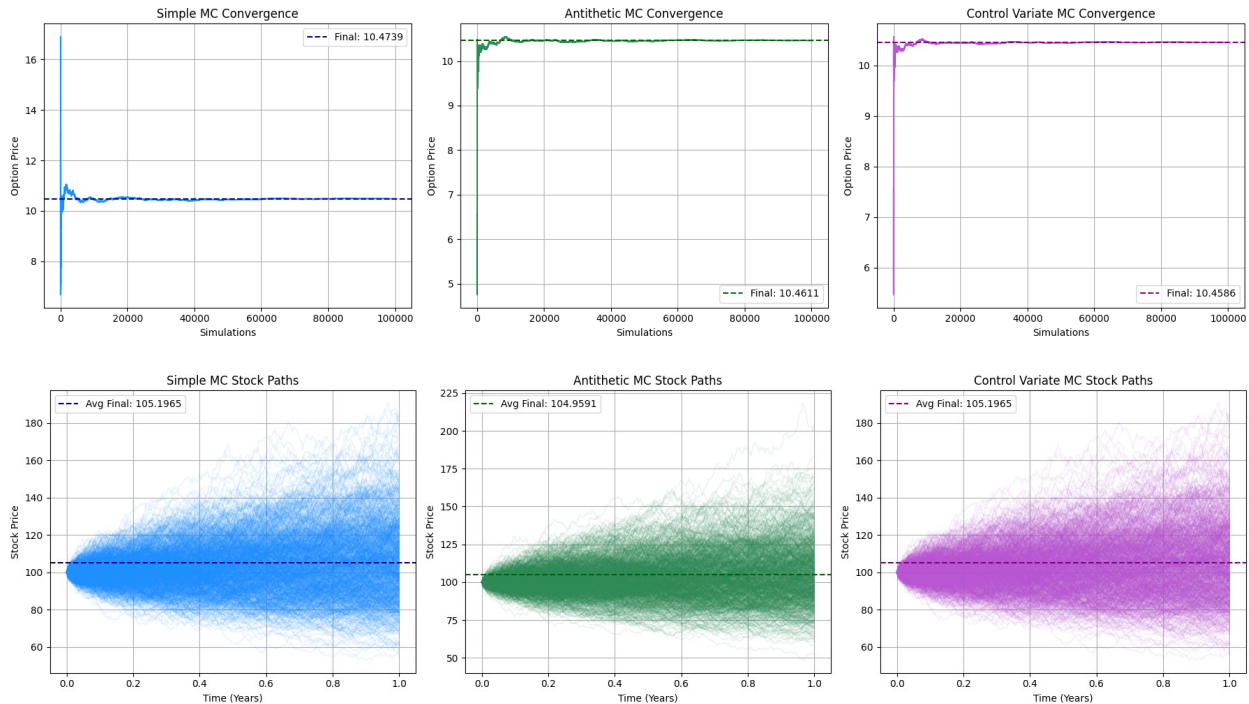 Simple MC Convergence
Final: 10.4739
16
14
12
10
8
Option Price
0 20000 40000 60000 80000 100000
Simulations
Antithetic MC Convergence
10
9
8
7
6
5
Option Price
Final: 10.4611
0 20000 40000 60000 80000 100000
Simulations
Control Variate MC Convergence
10
9
8
7
6
Option Price
Final: 10.4586
0 20000 40000 60000 80000 100000
Simulations
Simple MC Stock Paths
Avg Final: 105.1965
180
160
140
120
100
80
60
Stock Price
0.0 0.2 0.4 0.6 0.8 1.0
Time (Years)
Antithetic MC Stock Paths
Avg Final: 104.9591
225
200
175
150
125
100
75
50
Stock Price
0.0 0.2 0.4 0.6 0.8 1.0
Time (Years)
Control Variate MC Stock Paths
Avg Final: 105.1965
180
160
140
120
100
80
60
Stock Price
0.0 0.2 0.4 0.6 0.8 1.0
Time (Years)